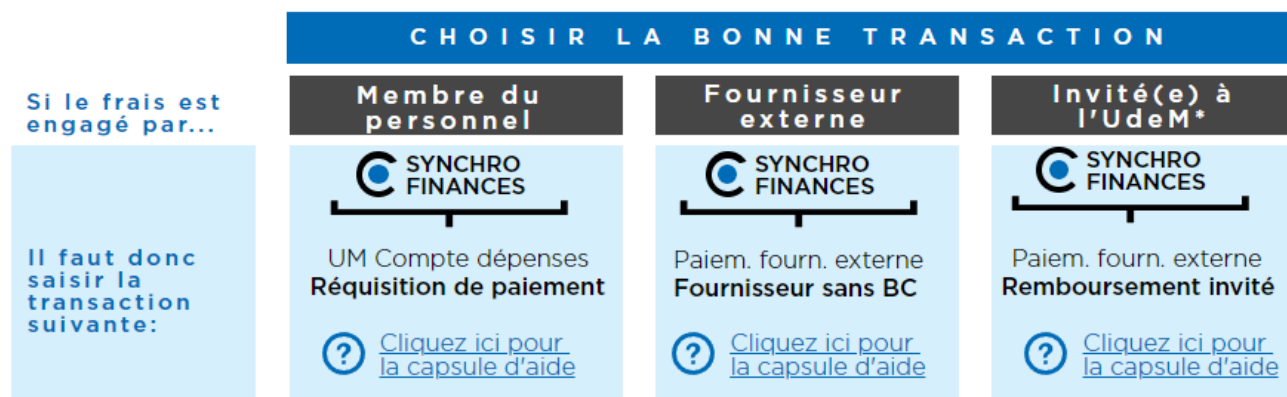 CHOISIR LA BONNE TRANSACTION
Si le frais est
engagé par...
Membre du
personnel
Fournisseur
externe
Invité(e) à
l'UdeM*
Il faut donc
saisir la
transaction
suivante:
SYNCHRO
FINANCES
UM Compte dépenses
Réquisition de paiement
? Cliquez ici pour
la capsule d'aide
SYNCHRO
FINANCES
Paiem. fourn. externe
Fournisseur sans BC
? Cliquez ici pour
la capsule d'aide
SYNCHRO
FINANCES
Paiem. fourn. externe
Remboursement invité
? Cliquez ici pour
la capsule d'aide